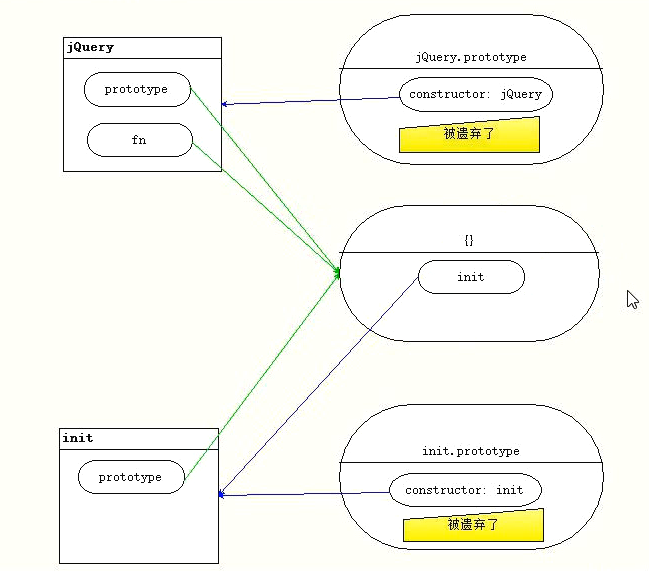 jQuery
prototype
fn
jQuery.prototype
constructor: jQuery
被遗弃了
{}
init
init
prototype
init.prototype
constructor: init
被遗弃了